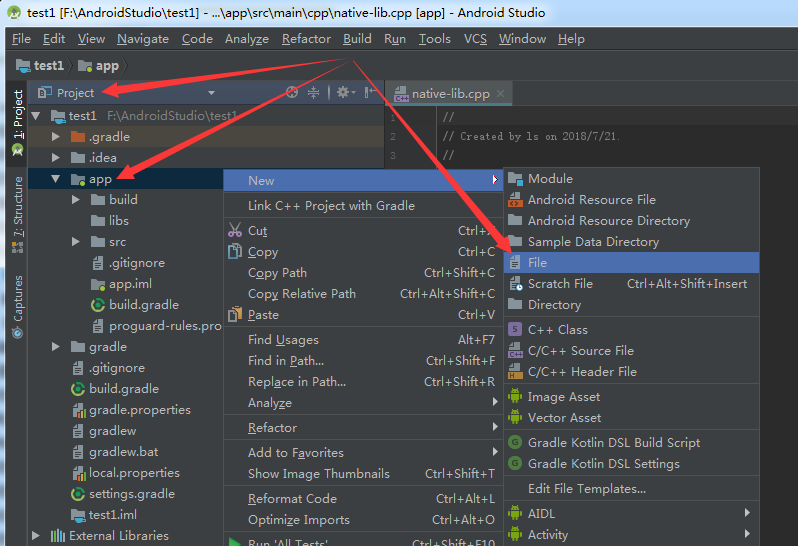 test1 [F:\AndroidStudio\test1] - ...\app\src\main\cpp\native-lib.cpp [app] - Android Studio
File Edit View Navigate Code Analyze Refactor Build Run Tools VCS Window Help
test1 app
Project
native-lib.cpp
1: Project
7: Structure
Captures
test1 F:\AndroidStudio\test1
.gradle
.idea
app
build
libs
src
.gitignore
app.iml
build.gradle
proguard-rules.pro
gradle
.gitignore
build.gradle
gradle.properties
gradlew
gradlew.bat
local.properties
settings.gradle
test1.iml
External Libraries
1 //
2 // Created by ls on 2018/7/21.
3 //
New
Link C++ Project with Gradle
Cut Ctrl+X
Copy Ctrl+C
Copy Path Ctrl+Shift+C
Copy Relative Path Ctrl+Alt+Shift+C
Paste Ctrl+V
Find Usages Alt+F7
Find in Path... Ctrl+Shift+F
Replace in Path... Ctrl+Shift+R
Analyze
Refactor
Add to Favorites
Show Image Thumbnails Ctrl+Shift+T
Reformat Code Ctrl+Alt+L
Optimize Imports Ctrl+Alt+O
Run 'All Tests' Ctrl+Shift+F10
Module
Android Resource File
Android Resource Directory
Sample Data Directory
File
Scratch File Ctrl+Alt+Shift+Insert
Directory
C++ Class
C/C++ Source File
C/C++ Header File
Image Asset
Vector Asset
Gradle Kotlin DSL Build Script
Gradle Kotlin DSL Settings
Edit File Templates...
AIDL
Activity